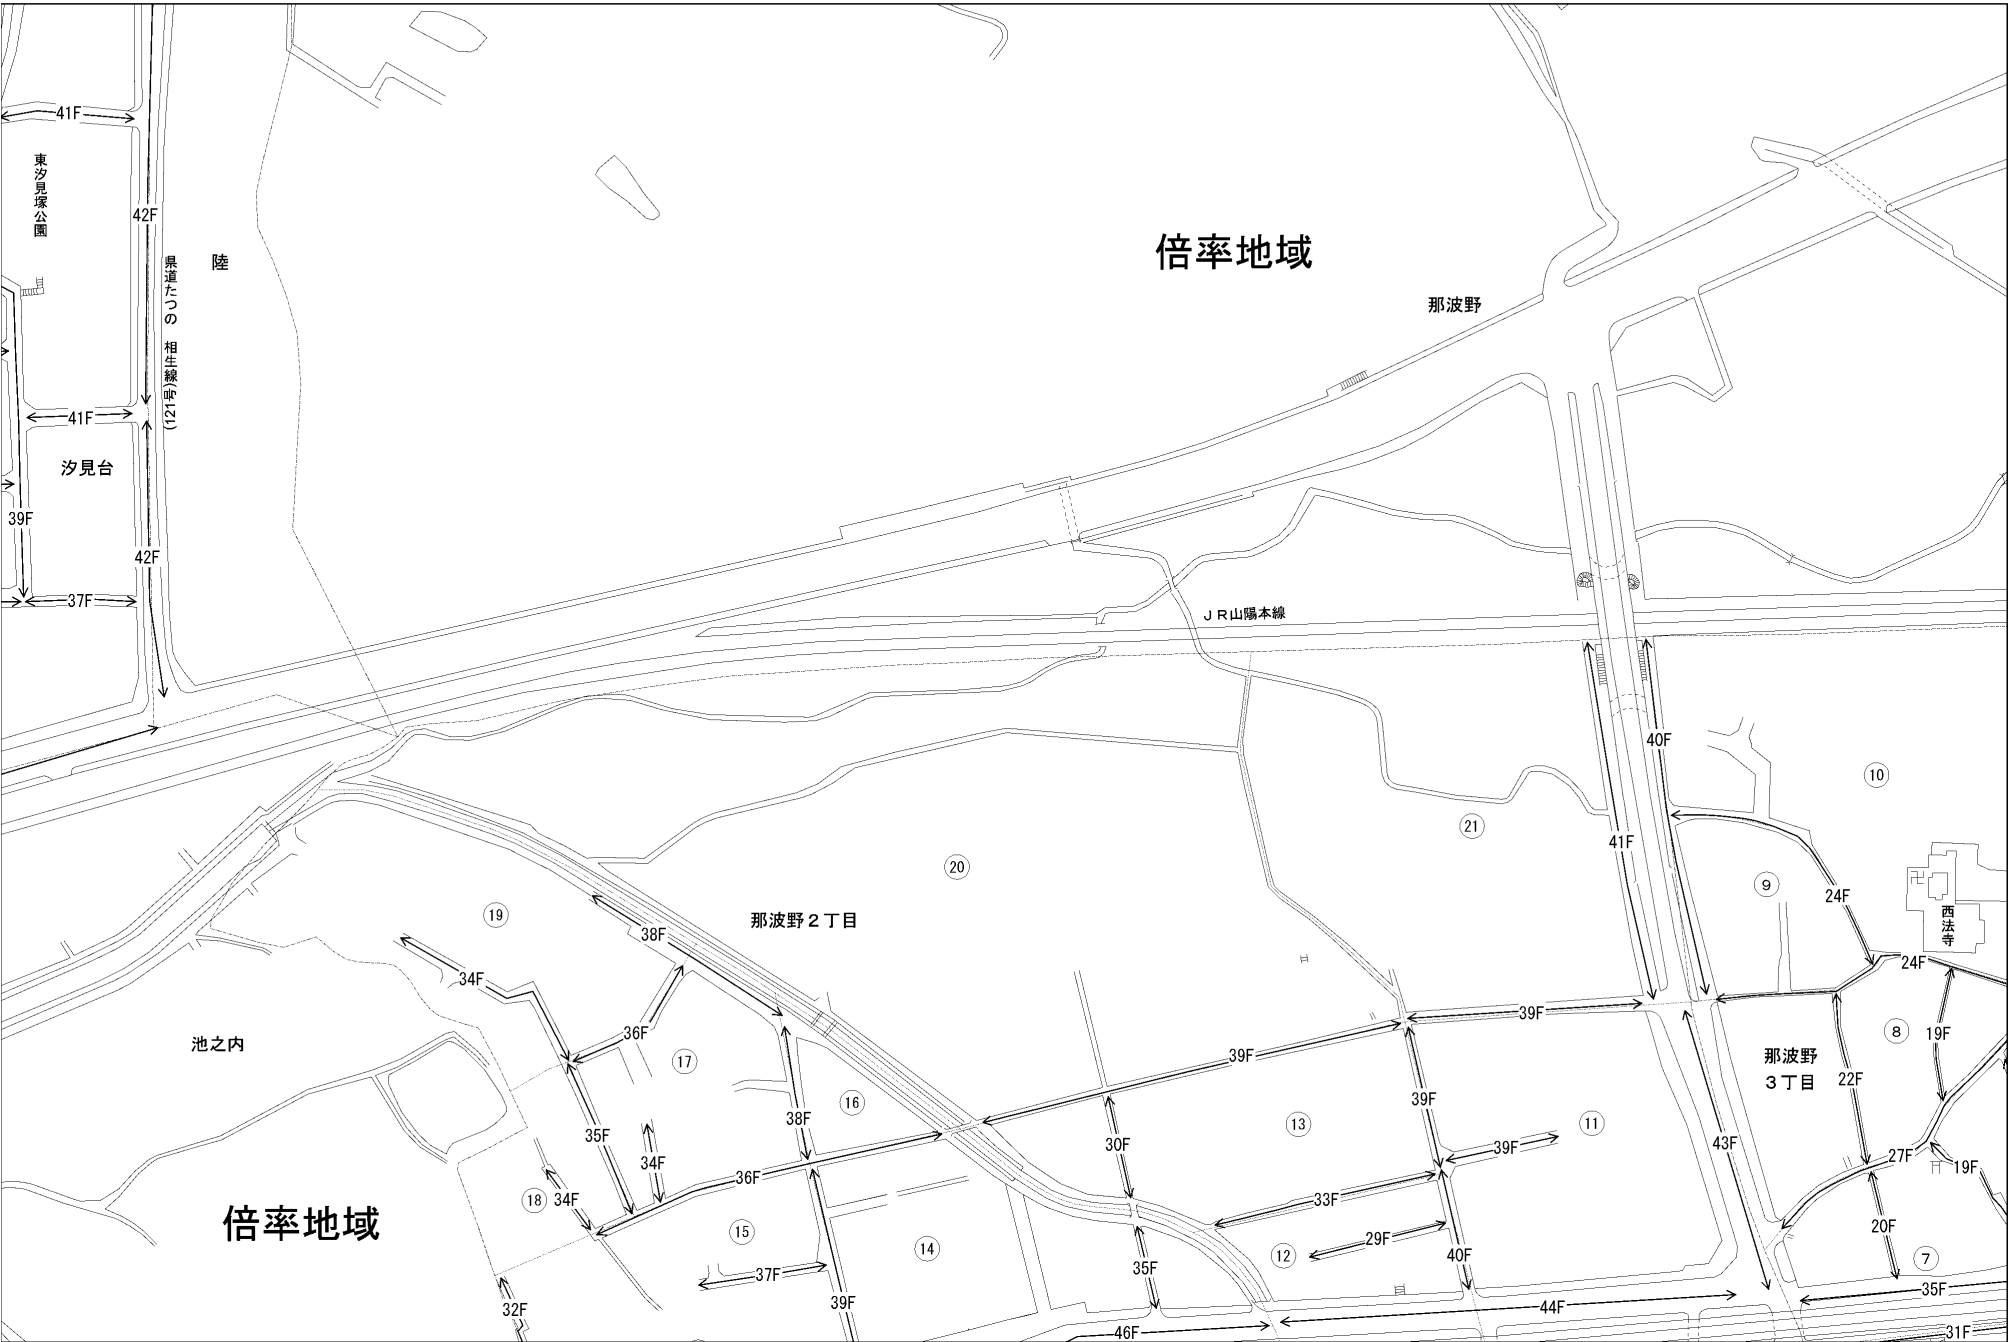 41F
東汐見塚公園
42F
県道たつの 相生線(121号)
陸
倍率地域
那波野
41F
汐見台
39F
42F
37F
JR山陽本線
40F
10
21
41F
20
9
24F
卍
西法寺
19
那波野2丁目
38F
34F
24F
39F
36F
池之内
8
19F
那波野
3丁目
17
39F
22F
16
39F
38F
13
11
35F
30F
43F
39F
34F
27F
19F
36F
18
34F
33F
倍率地域
15
20F
29F
14
12
40F
7
35F
37F
35F
39F
32F
44F
46F
31F